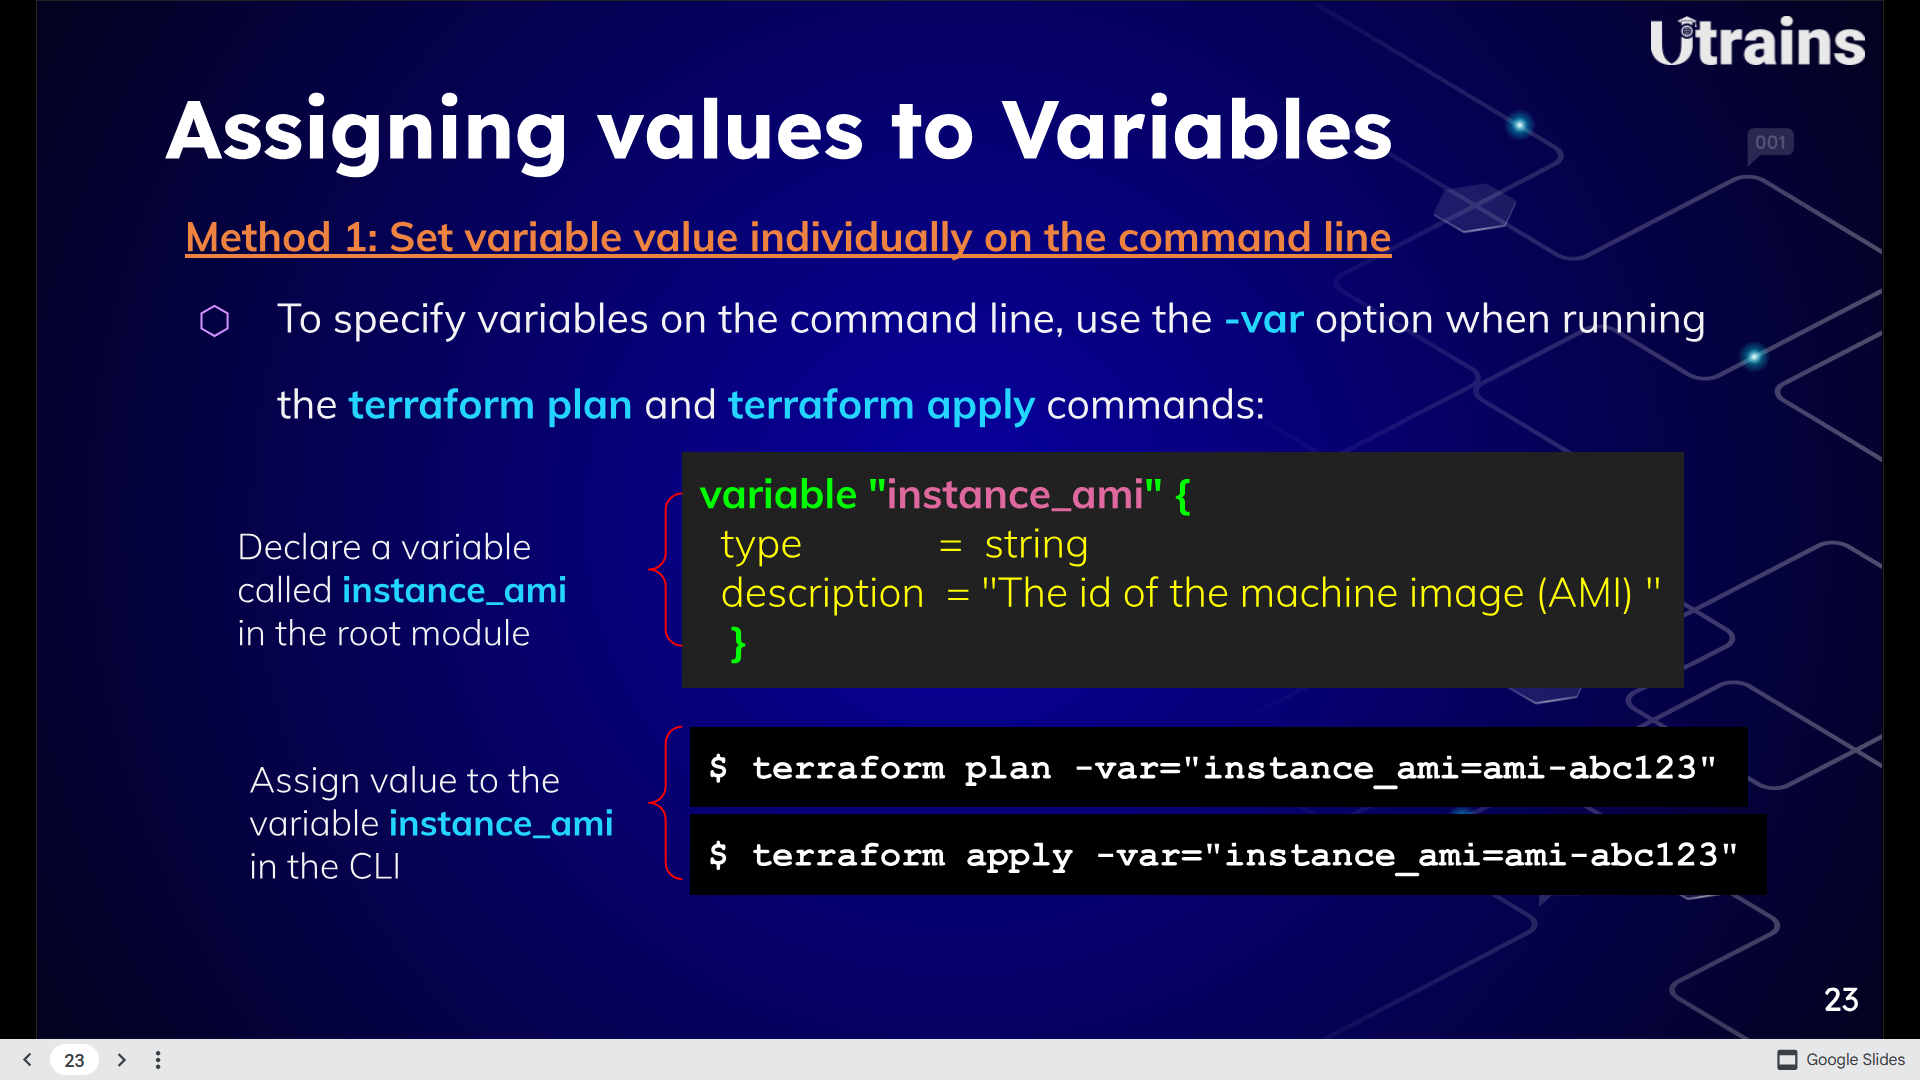 Utrains
Assigning values to Variables
001
Method 1: Set variable value individually on the command line
To specify variables on the command line, use the -var option when running
the terraform plan and terraform apply commands:
Declare a variable
called instance_ami
in the root module
variable "instance_ami" {
type = string
description = "The id of the machine image (AMI) "
}
Assign value to the
variable instance_ami
in the CLI
$ terraform plan -var="instance_ami=ami-abc123"
$ terraform apply -var="instance_ami=ami-abc123"
23
23
Google Slides